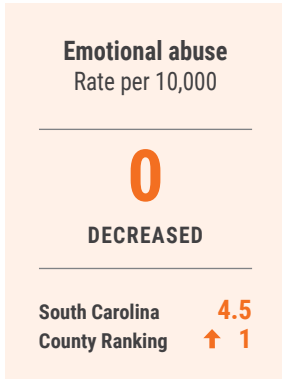 Emotional abuse
Rate per 10,000
0
DECREASED
South Carolina 4.5
County Ranking ↑ 1